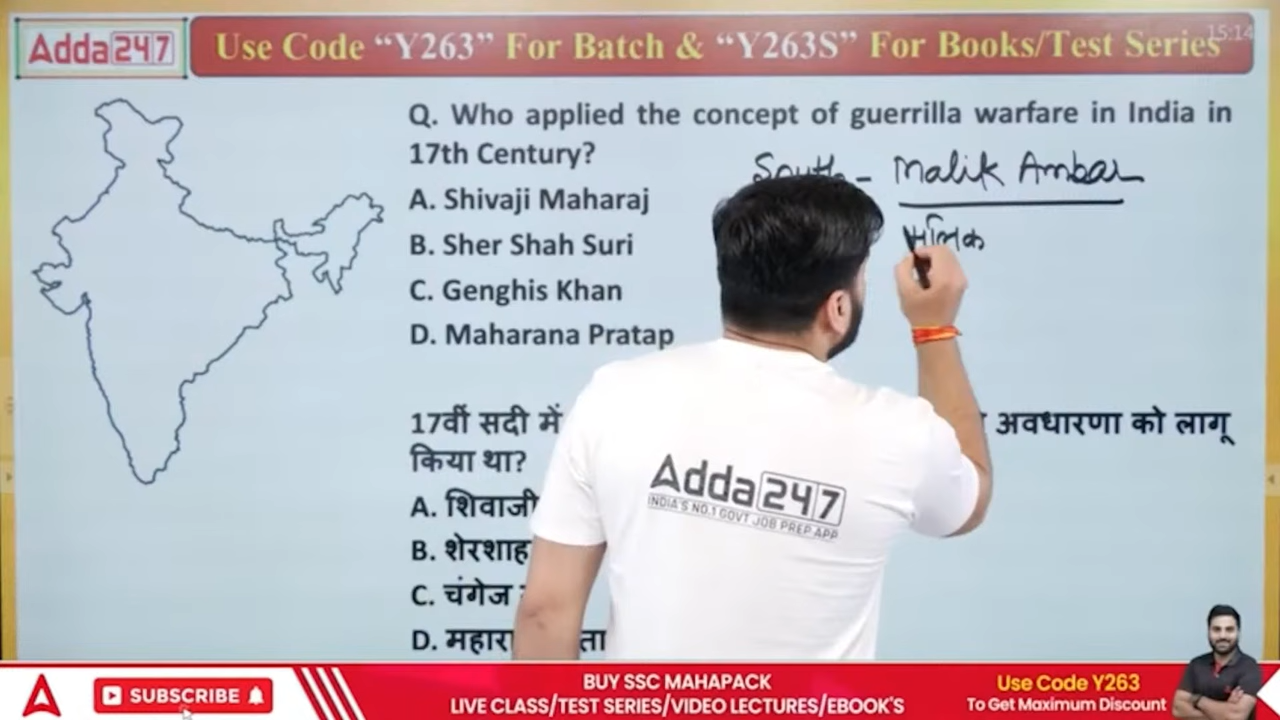 Adda247
Use Code “Y263” For Batch & “Y263S” For Books/Test Series
15:14
Q. Who applied the concept of guerrilla warfare in India in
17th Century?
South - Malik Ambar
मलिक
A. Shivaji Maharaj
B. Sher Shah Suri
C. Genghis Khan
D. Maharana Pratap
17वीं सदी में अवधारणा को लागू
किया था?
A. शिवाजी
B. शेरशाह
C. चंगेज
D. महारा ता
Adda247
INDIA'S NO.1 GOVT JOB PREP APP
SUBSCRIBE
BUY SSC MAHAPACK
LIVE CLASS/TEST SERIES/VIDEO LECTURES/EBOOK'S
Use Code Y263
To Get Maximum Discount